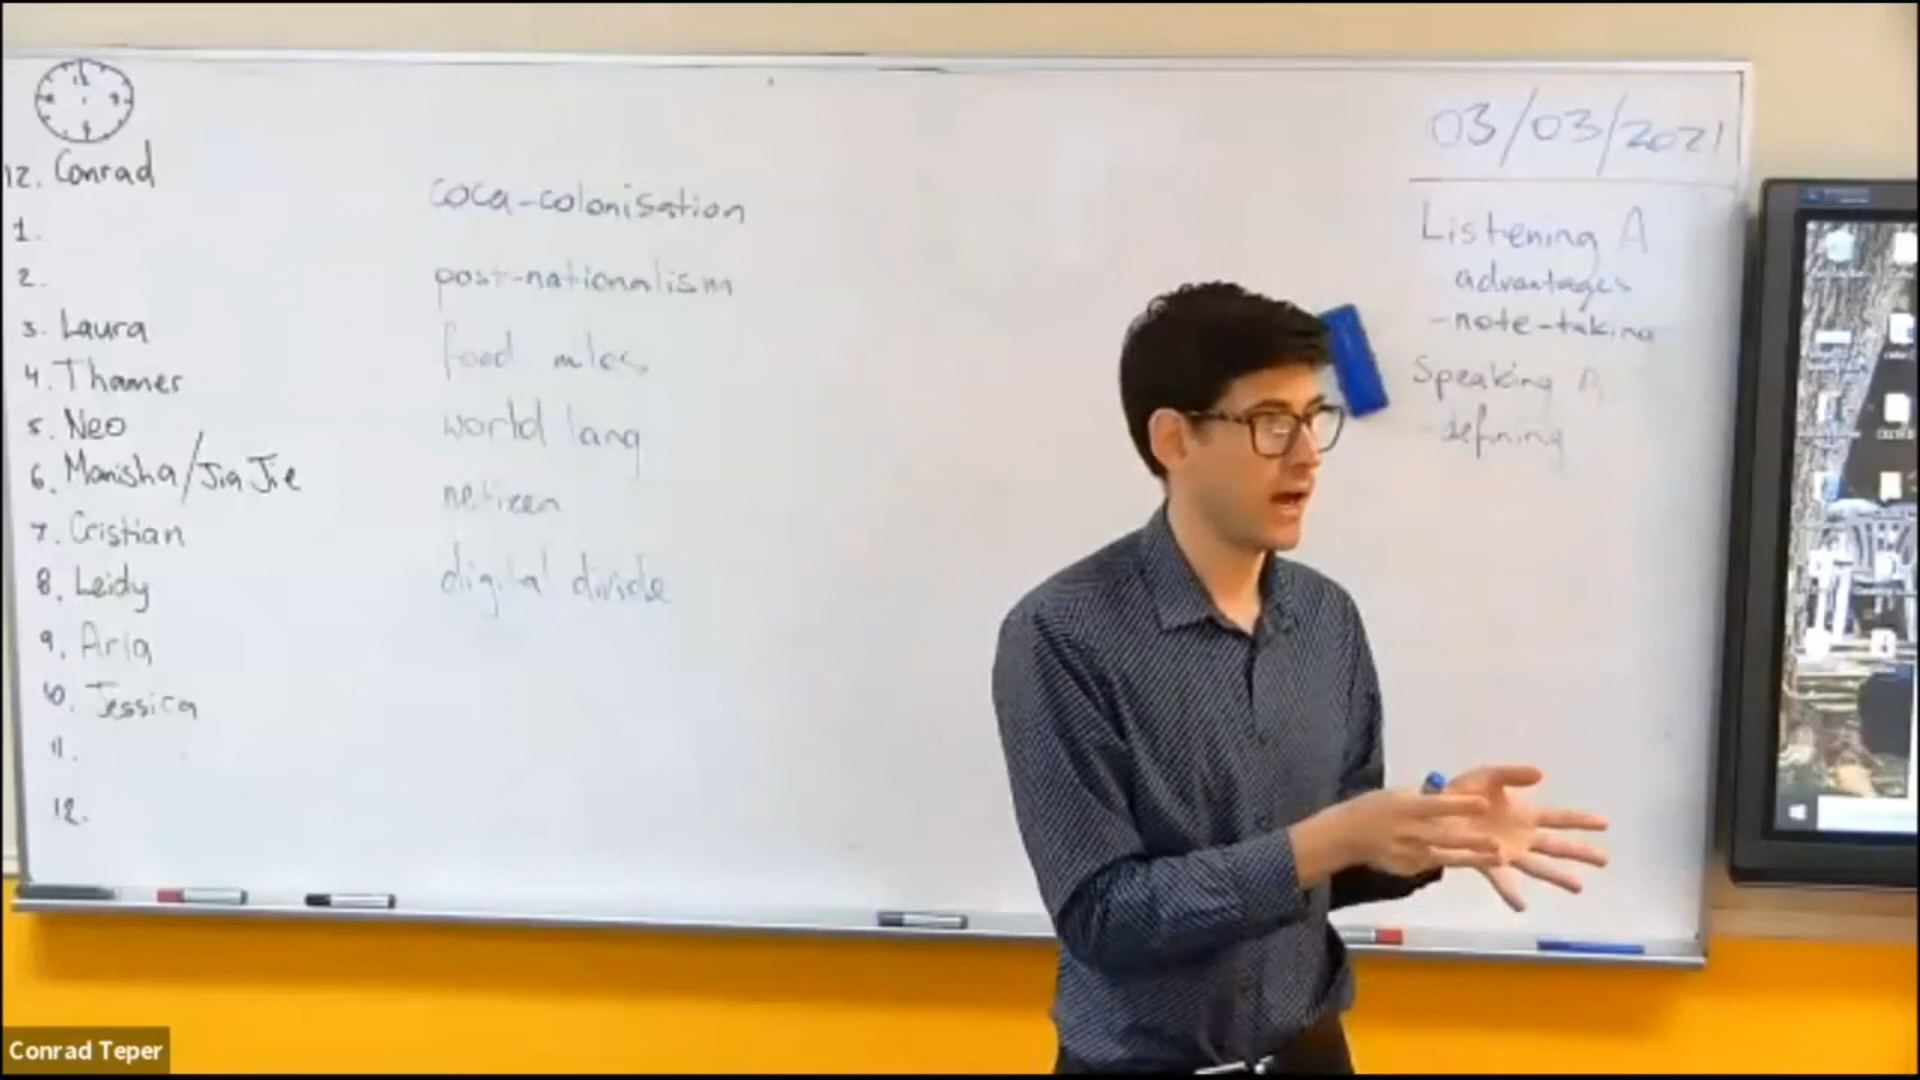 12. Conrad
1.
2.
3. Laura
4. Thamer
5. Neo
6. Manisha/Jia Jie
7. Cristian
8. Leidy
9. Aria
10. Jessica
11.
12.
coca-colonisation
post-nationalism
food miles
world lang
netizen
digital divide
03/03/2021
Listening A
advantages
-note-taking
Speaking A
-defining
Conrad Teper